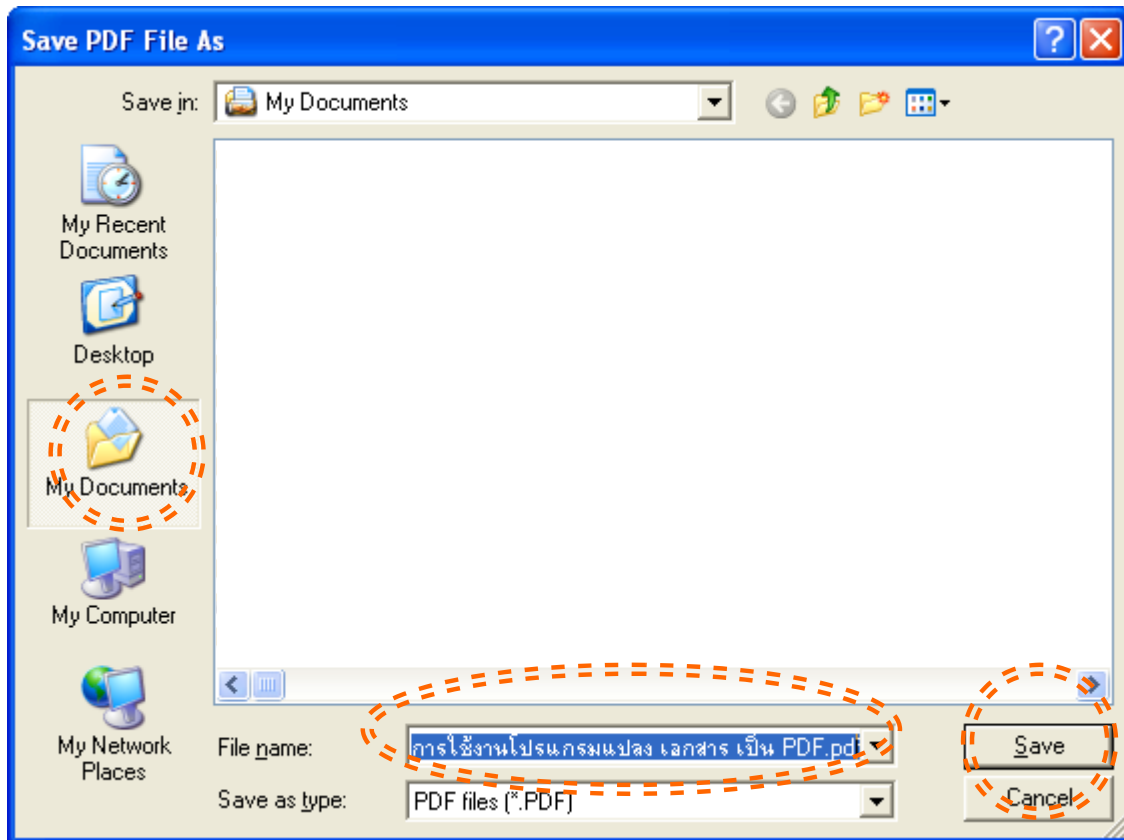 Save PDF File As
Save in: My Documents
My Recent
Documents
Desktop
My Documents
My Computer
My Network
Places
File name: การใช้งานโปรแกรมแปลง เอกสาร เป็น PDF.pdf
Save
Save as type: PDF files (*.PDF)
Cancel